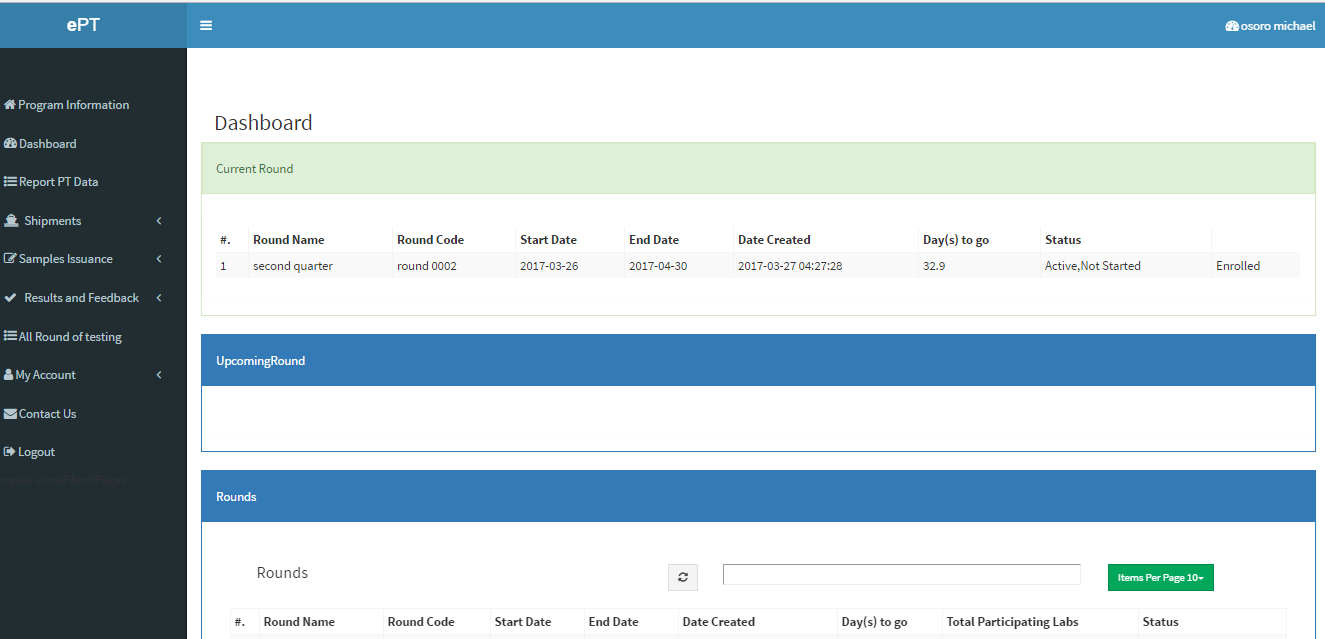 ePT
osoro michael
Program Information
Dashboard
Report PT Data
Shipments
Samples Issuance
Results and Feedback
All Round of testing
My Account
Contact Us
Logout
Dashboard
Current Round
#. Round Name Round Code Start Date End Date Date Created Day(s) to go Status
1 second quarter round 0002 2017-03-26 2017-04-30 2017-03-27 04:27:28 32.9 Active,Not Started Enrolled
UpcomingRound
Rounds
Rounds
Items Per Page 10
#. Round Name Round Code Start Date End Date Date Created Day(s) to go Total Participating Labs Status